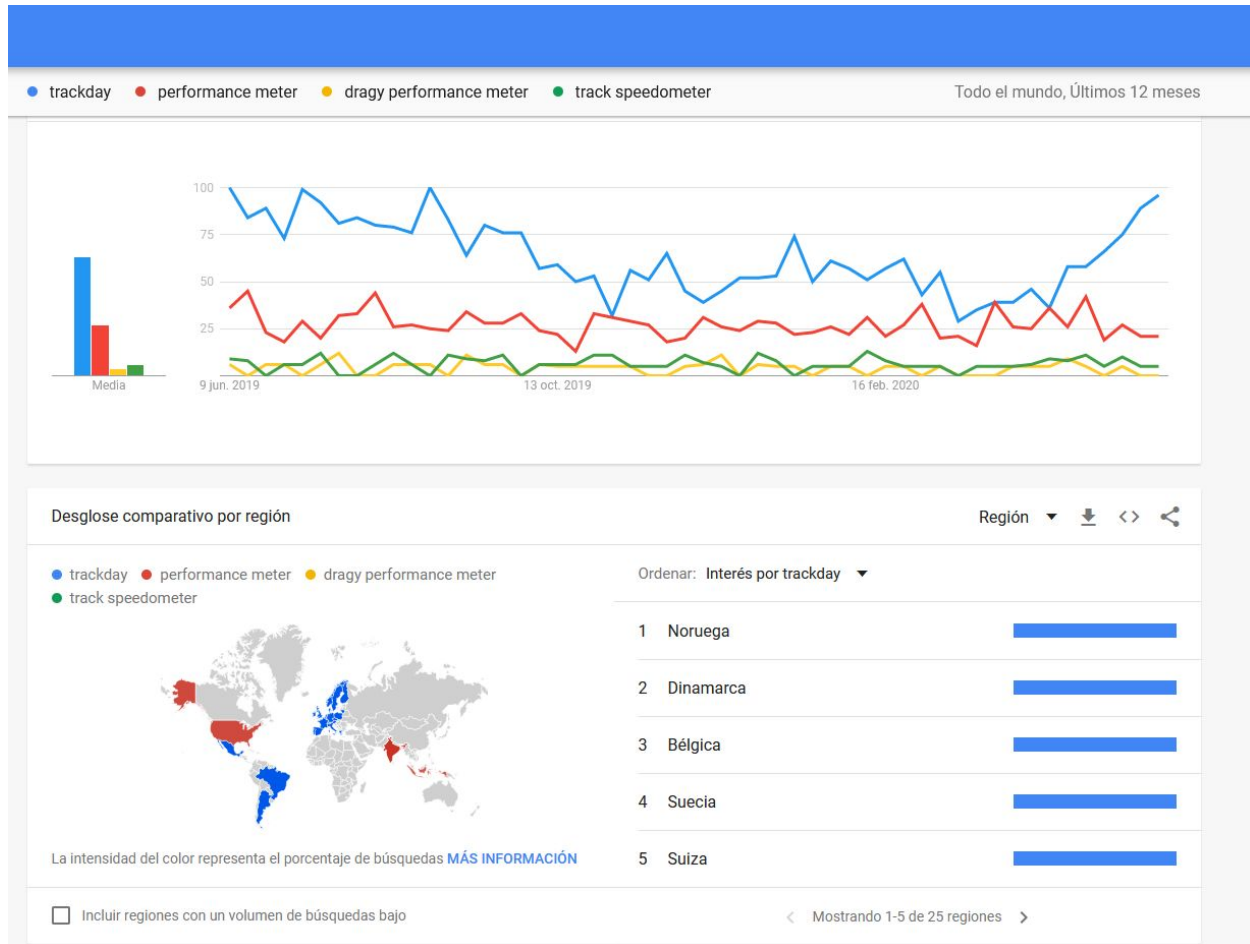 trackday performance meter dragy performance meter track speedometer Todo el mundo, Últimos 12 meses
100
75
50
25
Media
9 jun. 2019 13 oct. 2019 16 feb. 2020
Desglose comparativo por región
Región
trackday performance meter dragy performance meter
track speedometer
La intensidad del color representa el porcentaje de búsquedas MÁS INFORMACIÓN
Ordenar: Interés por trackday
1 Noruega
2 Dinamarca
3 Bélgica
4 Suecia
5 Suiza
Incluir regiones con un volumen de búsquedas bajo
Mostrando 1-5 de 25 regiones